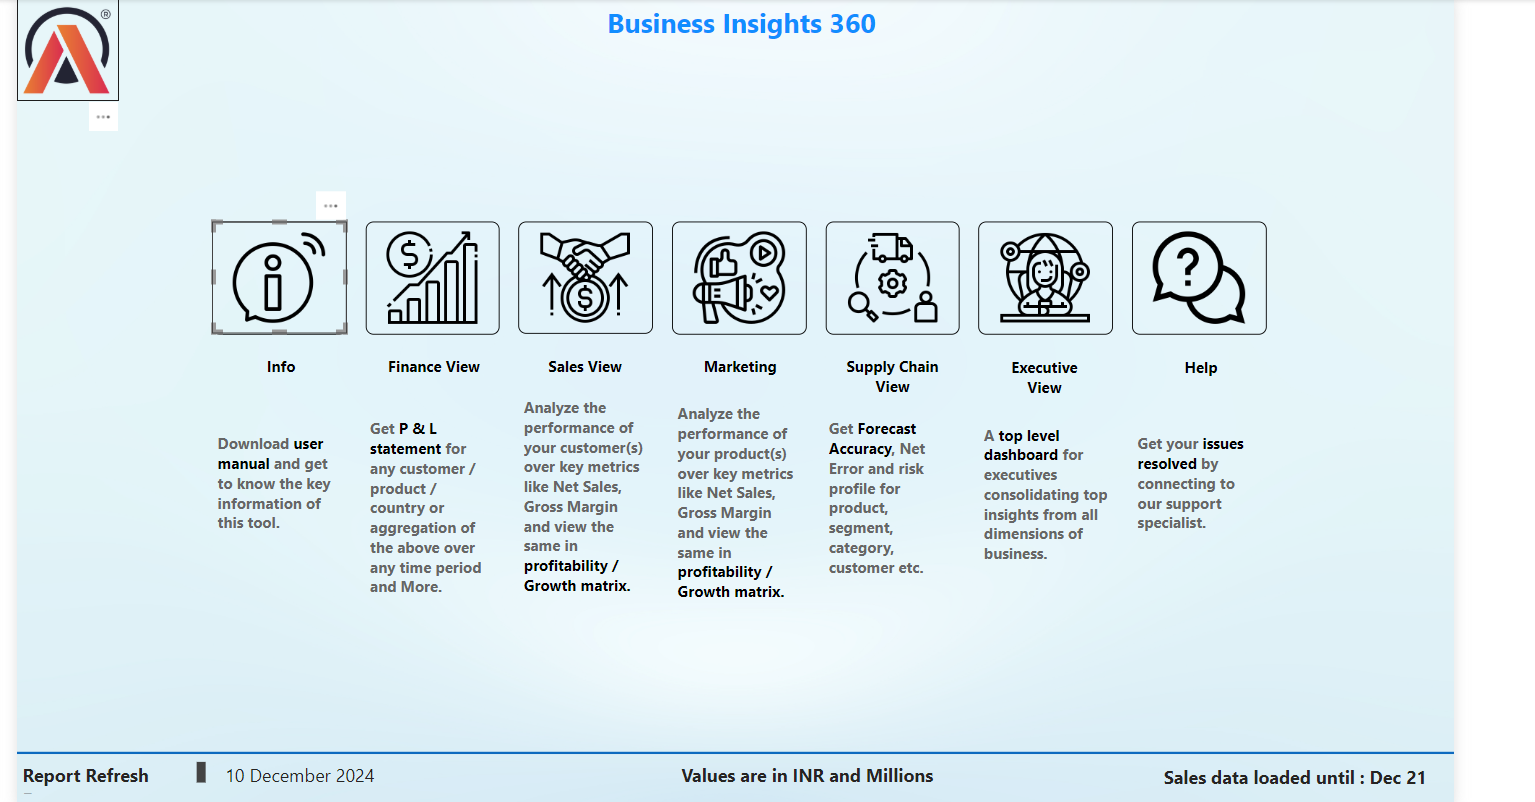 ®
Business Insights 360
Info
Download user
manual and get
to know the key
information of
this tool.
Finance View
Get P & L
statement for
any customer /
product /
country or
aggregation of
the above over
any time period
and More.
Sales View
Analyze the
performance of
your customer(s)
over key metrics
like Net Sales,
Gross Margin
and view the
same in
profitability /
Growth matrix.
Marketing
Analyze the
performance of
your product(s)
over key metrics
like Net Sales,
Gross Margin
and view the
same in
profitability /
Growth matrix.
Supply Chain
View
Get Forecast
Accuracy, Net
Error and risk
profile for
product,
segment,
category,
customer etc.
Executive
View
A top level
dashboard for
executives
consolidating top
insights from all
dimensions of
business.
Help
Get your issues
resolved by
connecting to
our support
specialist.
Report Refresh
10 December 2024
Values are in INR and Millions
Sales data loaded until : Dec 21